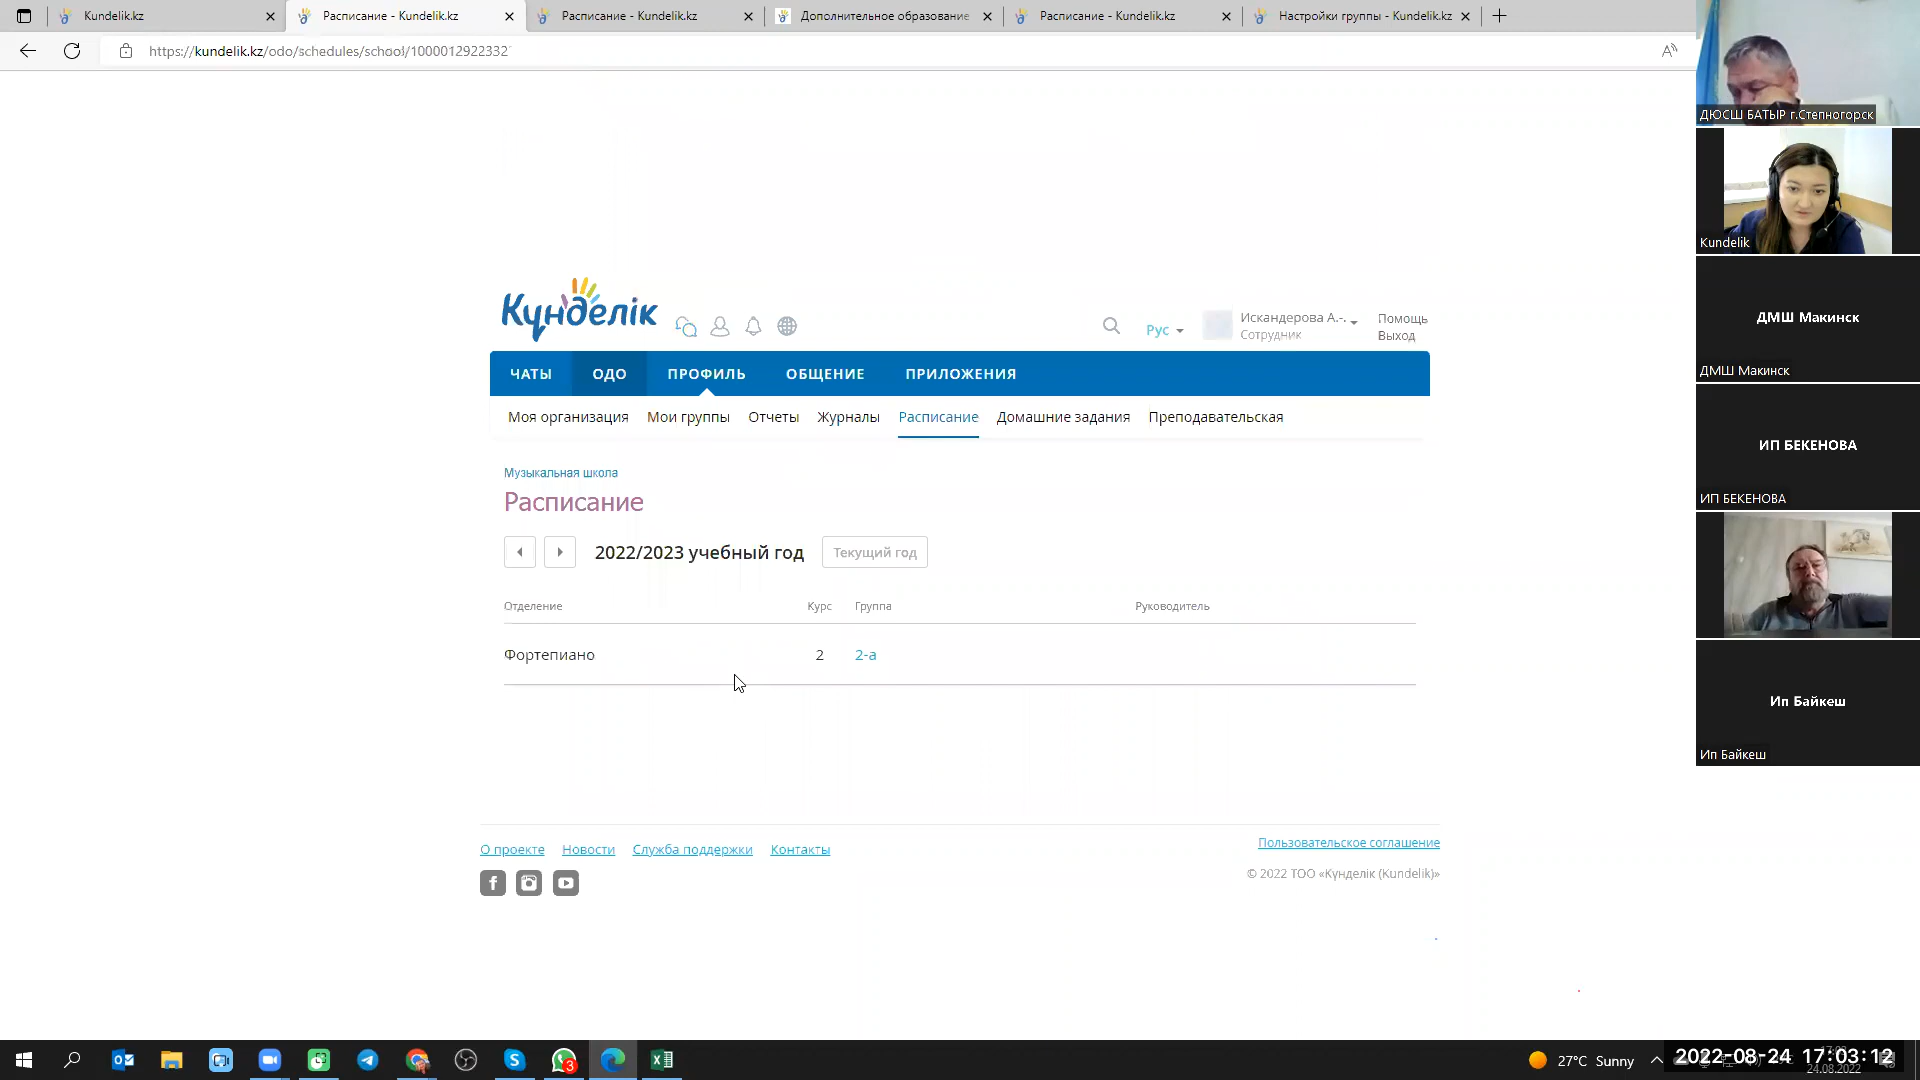 Kundelik.kz
Расписание - Kundelik.kz
Расписание - Kundelik.kz
Дополнительное образование
Расписание - Kundelik.kz
Настройки группы - Kundelik.kz
https://kundelik.kz/odo/schedules/school/1000012922332
ДЮСШ БАТЫР г.Степногорск
Kundelik
ДМШ Макинск
ДМШ Макинск
ИП БЕКЕНОВА
ИП БЕКЕНОВА
Ип Байкеш
Ип Байкеш
Күнделік
Рус
Искандерова А.-.
Сотрудник
Помощь
Выход
ЧАТЫ ОДО ПРОФИЛЬ ОБЩЕНИЕ ПРИЛОЖЕНИЯ
Моя организация Мои группы Отчеты Журналы Расписание Домашние задания Преподавательская
Музыкальная школа
Расписание
2022/2023 учебный год Текущий год
Отделение Курс Группа Руководитель
Фортепиано 2 2-а
О проекте Новости Служба поддержки Контакты
Пользовательское соглашение
© 2022 ТОО «Күнделік (Kundelik)»
3
27°C Sunny
2022-08-24 17:03:12
24.08.2022